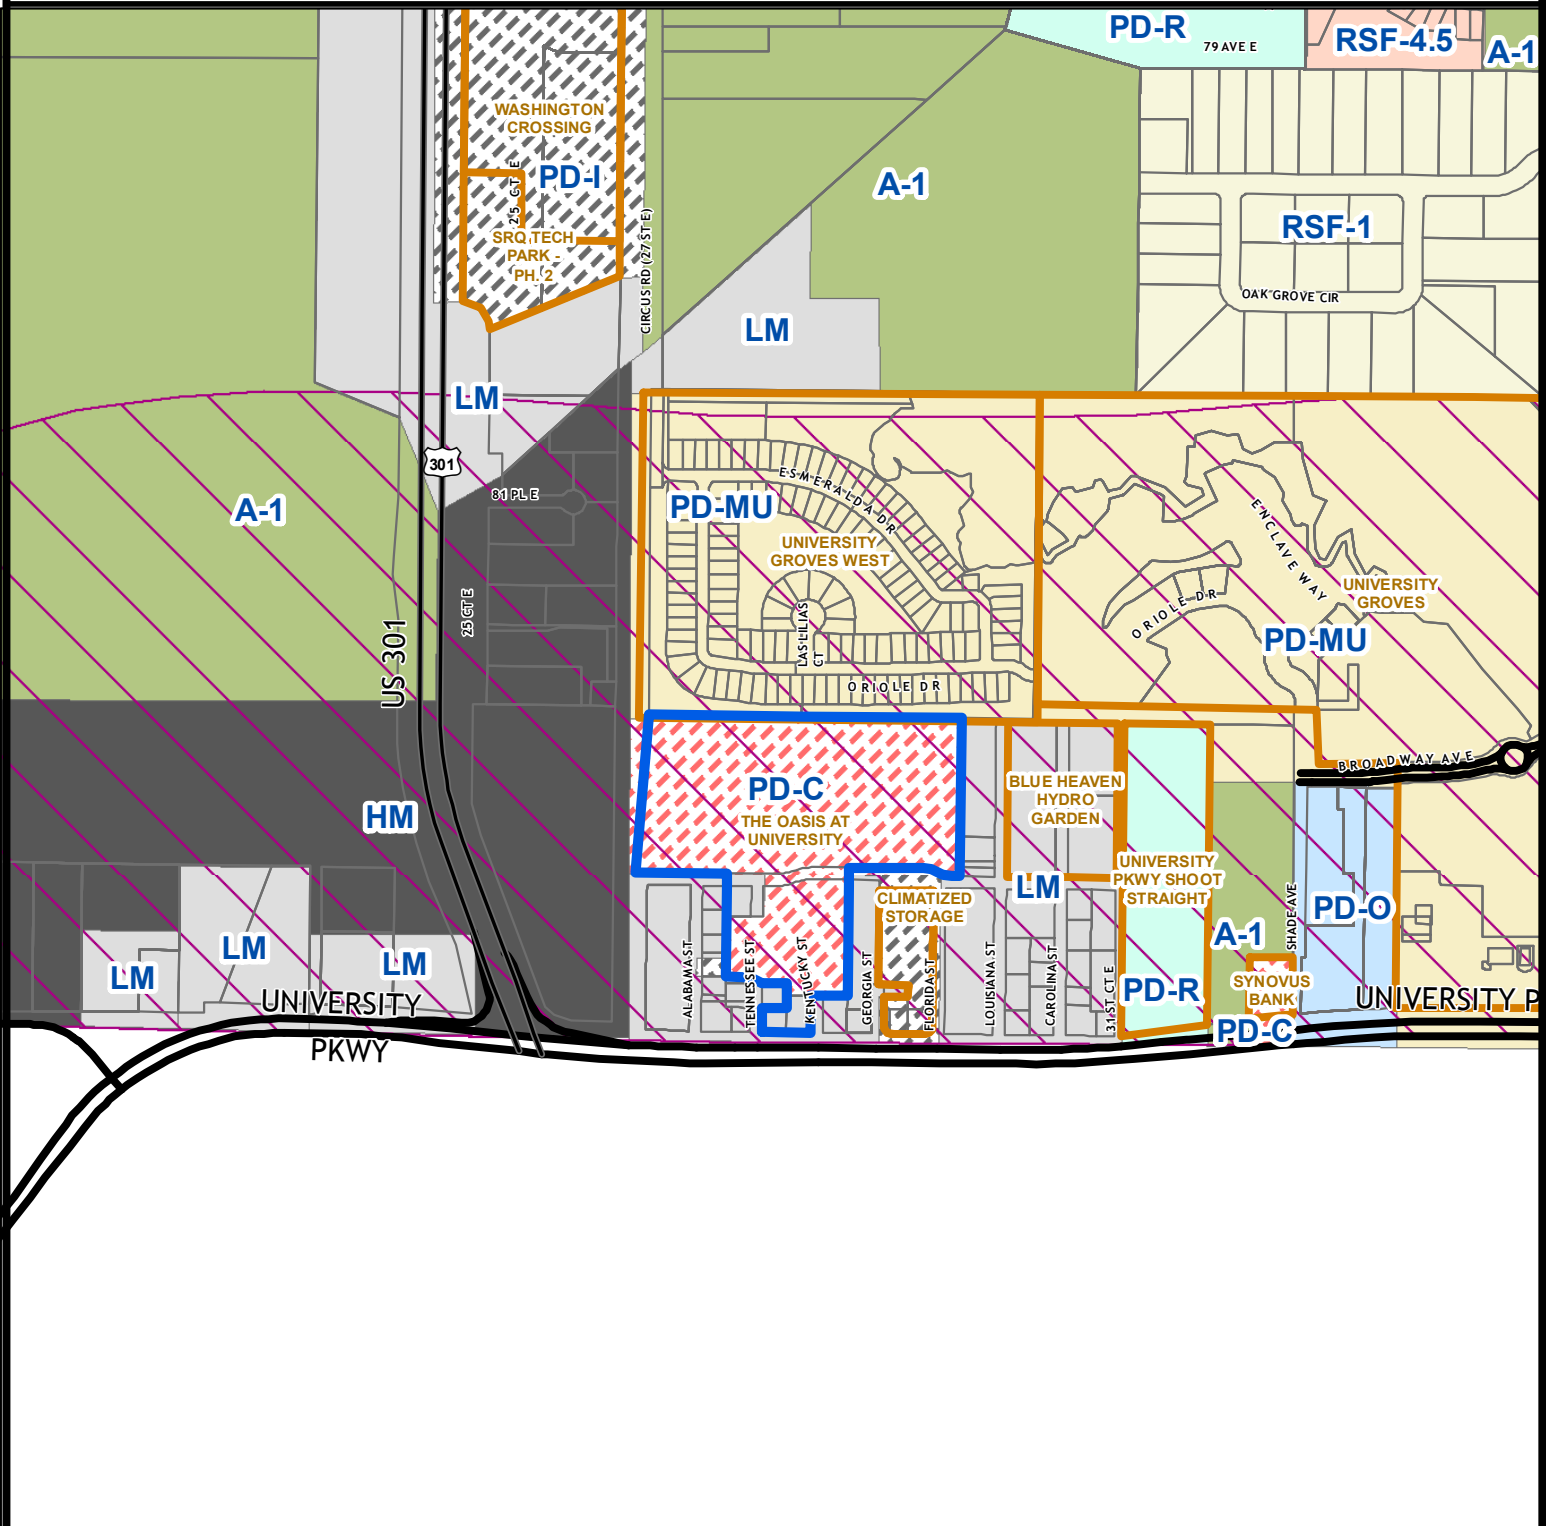 PD-R
79 AVE E
RSF-4.5
A-1
WASHINGTON
CROSSING
PD-I
25 CT E
SRQ TECH
PARK -
PH. 2
CIRCUS RD (27 ST E)
A-1
RSF-1
OAK GROVE CIR
LM
LM
301
81 PL E
A-1
PD-MU
ESMERALDA DR
UNIVERSITY
GROVES WEST
ENCLAVE WAY
UNIVERSITY
GROVES
ORIOLE DR
PD-MU
25 CT E
US 301
LAS LILIAS
CT
ORIOLE DR
BROADWAY AVE
PD-C
THE OASIS AT
UNIVERSITY
BLUE HEAVEN
HYDRO
GARDEN
HM
UNIVERSITY
PKWY SHOOT
STRAIGHT
LM
CLIMATIZED
STORAGE
SHADE AVE
PD-O
A-1
LM
LM
LM
ALABAMA ST
TENNESSEE ST
KENTUCKY ST
GEORGIA ST
FLORIDA ST
LOUISIANA ST
CAROLINA ST
31 ST CT E
PD-R
SYNOVUS
BANK
UNIVERSITY P
PD-C
UNIVERSITY
PKWY